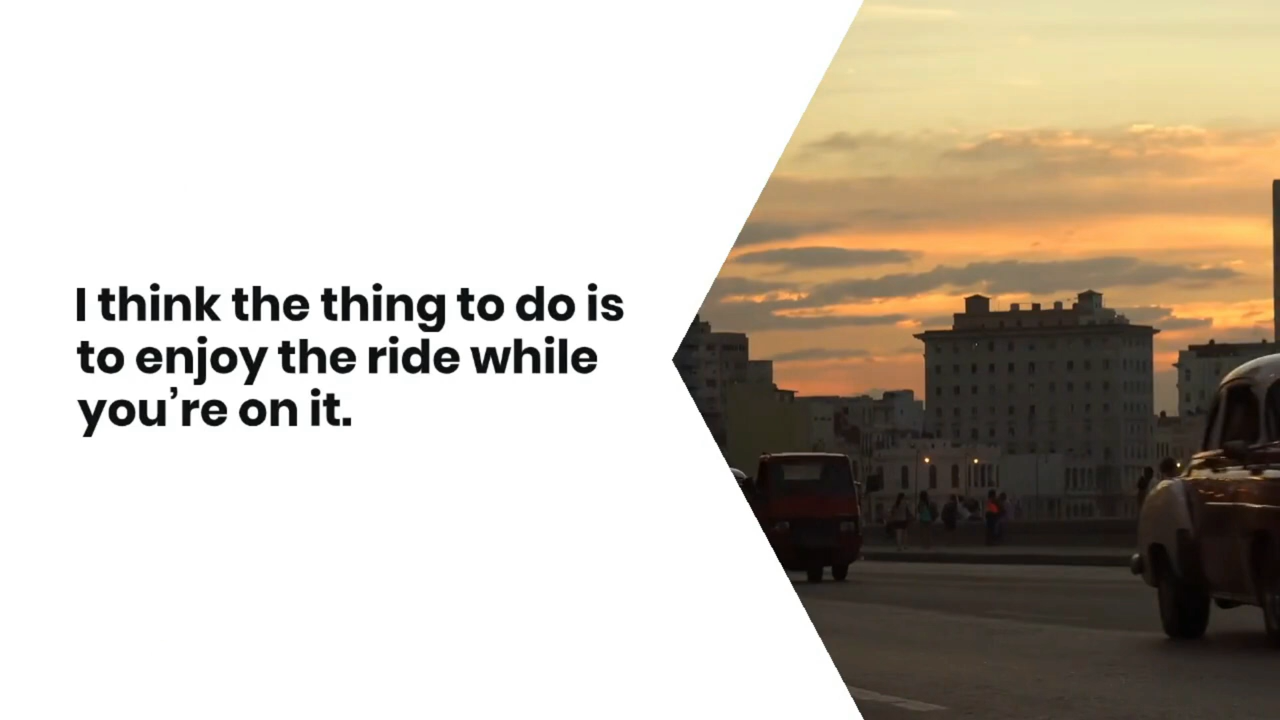 I think the thing to do is
to enjoy the ride while
you’re on it.